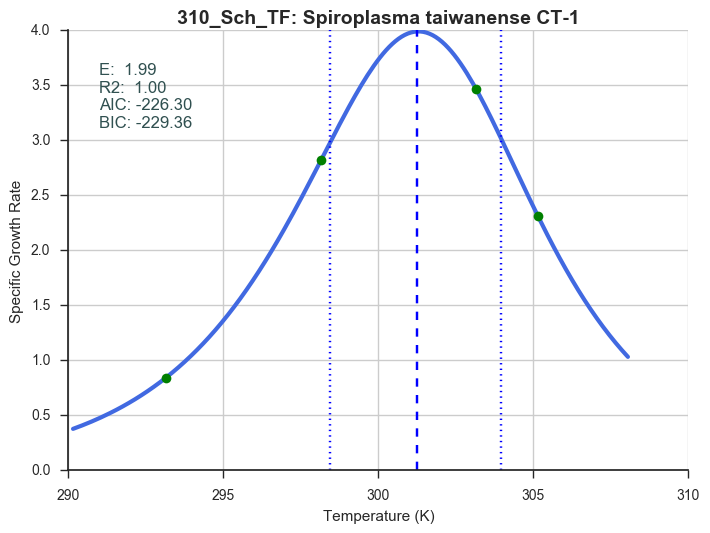 310_Sch_TF: Spiroplasma taiwanense CT-1
E:  1.99
R2:  1.00
AIC: -226.30
BIC: -229.36
Specific Growth Rate
4.0
3.5
3.0
2.5
2.0
1.5
1.0
0.5
0.0
290 295 300 305 310
Temperature (K)